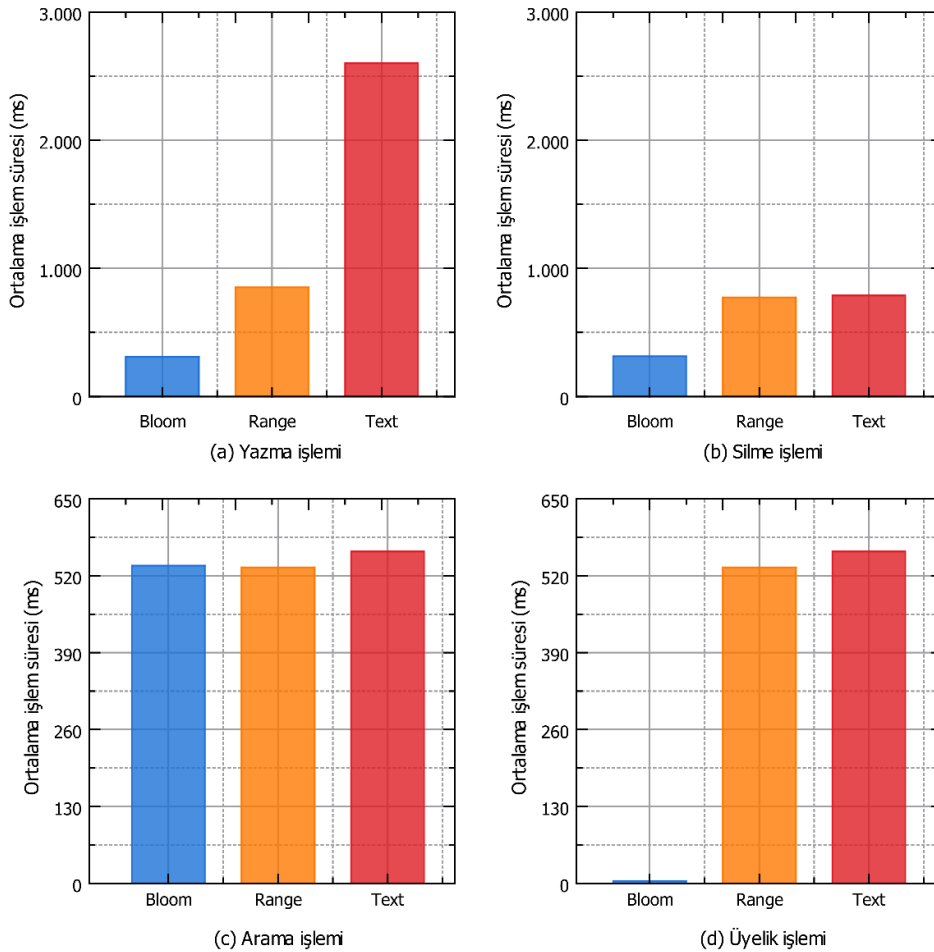 Ortalama işlem süresi (ms)
3.000
2.000
1.000
0
Bloom Range Text
(a) Yazma işlemi
Ortalama işlem süresi (ms)
3.000
2.000
1.000
0
Bloom Range Text
(b) Silme işlemi
Ortalama işlem süresi (ms)
650
520
390
260
130
0
Bloom Range Text
(c) Arama işlemi
Ortalama işlem süresi (ms)
650
520
390
260
130
0
Bloom Range Text
(d) Üyelik işlemi